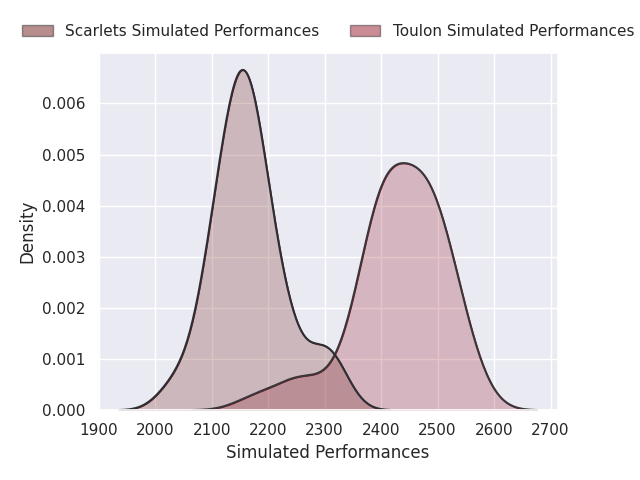 Scarlets Simulated Performances Toulon Simulated Performances
0.006
0.005
0.004
0.003
0.002
0.001
0.000
Density
1900 2000 2100 2200 2300 2400 2500 2600 2700
Simulated Performances